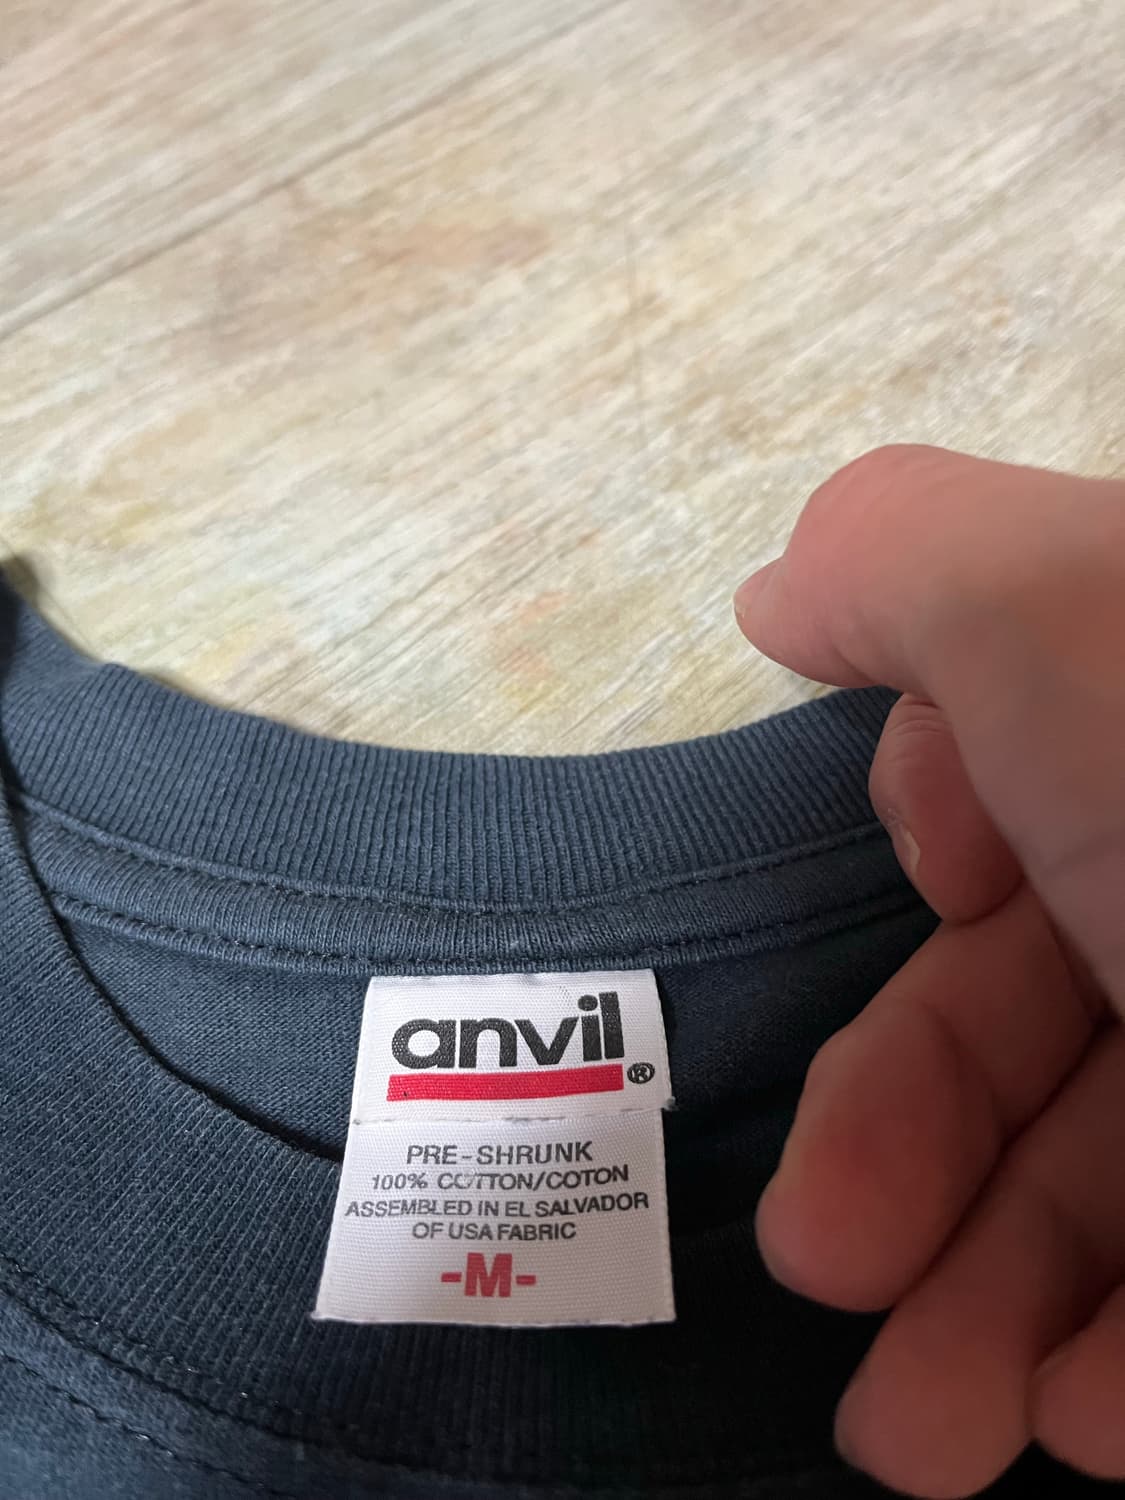 anvil®
PRE-SHRUNK
100% COTTON/COTON
ASSEMBLED IN EL SALVADOR
OF USA FABRIC
-M-